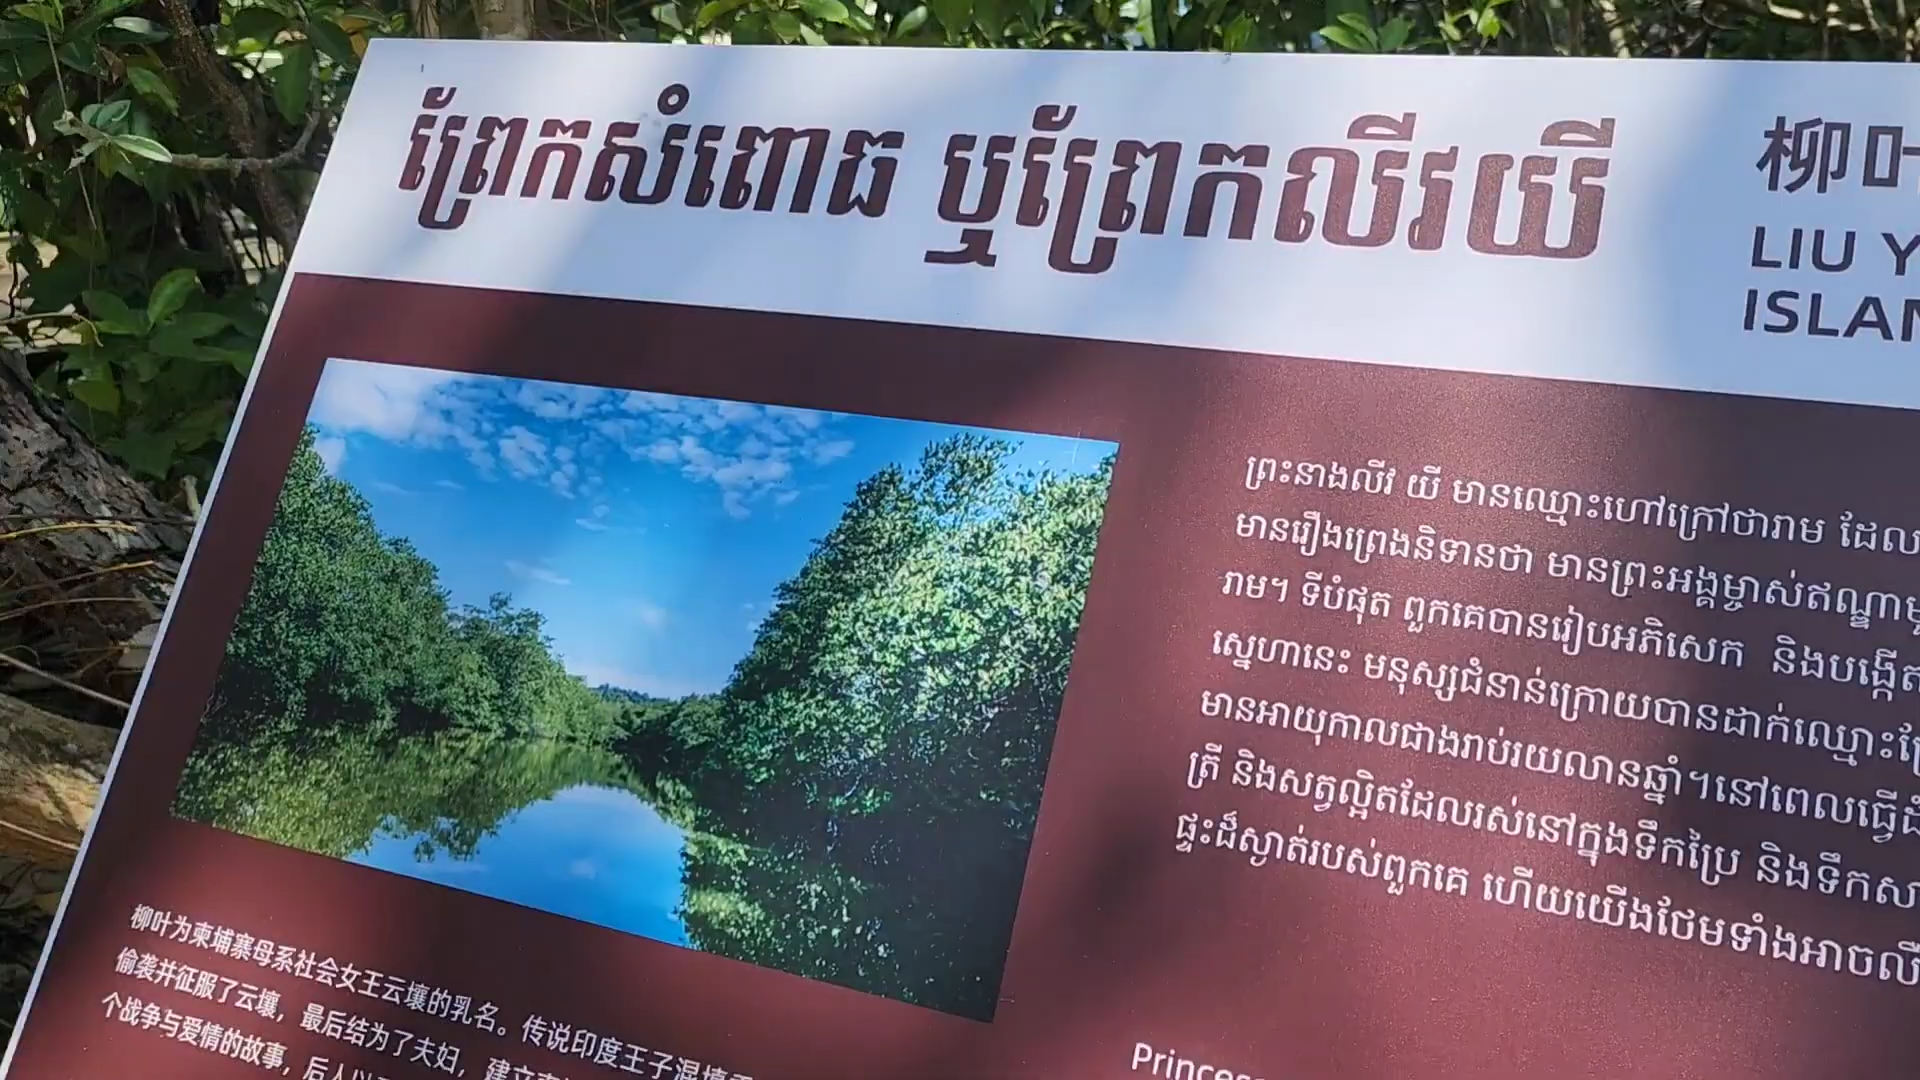 ព្រែកសំពោធ ឬព្រែកលីវយី
柳叶
LIU Y
ISLAN
ព្រះនាងលីវ យី មានឈ្មោះហៅក្រៅថារាម ដែល
មានរឿងព្រេងនិទានថា មានព្រះអង្គម្ចាស់ឥណ្ឌាមួ
រាម។ ទីបំផុត ពួកគេបានរៀបអភិសេក និងបង្កើត
ស្នេហានេះ មនុស្សជំនាន់ក្រោយបានដាក់ឈ្មោះព្រែ
មានអាយុកាលជាងរាប់រយលានឆ្នាំ។នៅពេលធ្វើដំ
ត្រី និងសត្វល្អិតដែលរស់នៅក្នុងទឹកប្រៃ និងទឹកសា
ផ្ទះដ៏ស្ងាត់របស់ពួកគេ ហើយយើងថែមទាំងអាចលឺ
柳叶为柬埔寨母系社会女王云壤的乳名。传说印度王子混填
偷袭并征服了云壤，最后结为了夫妇，建立
个战争与爱情的故事，后人以
Princess